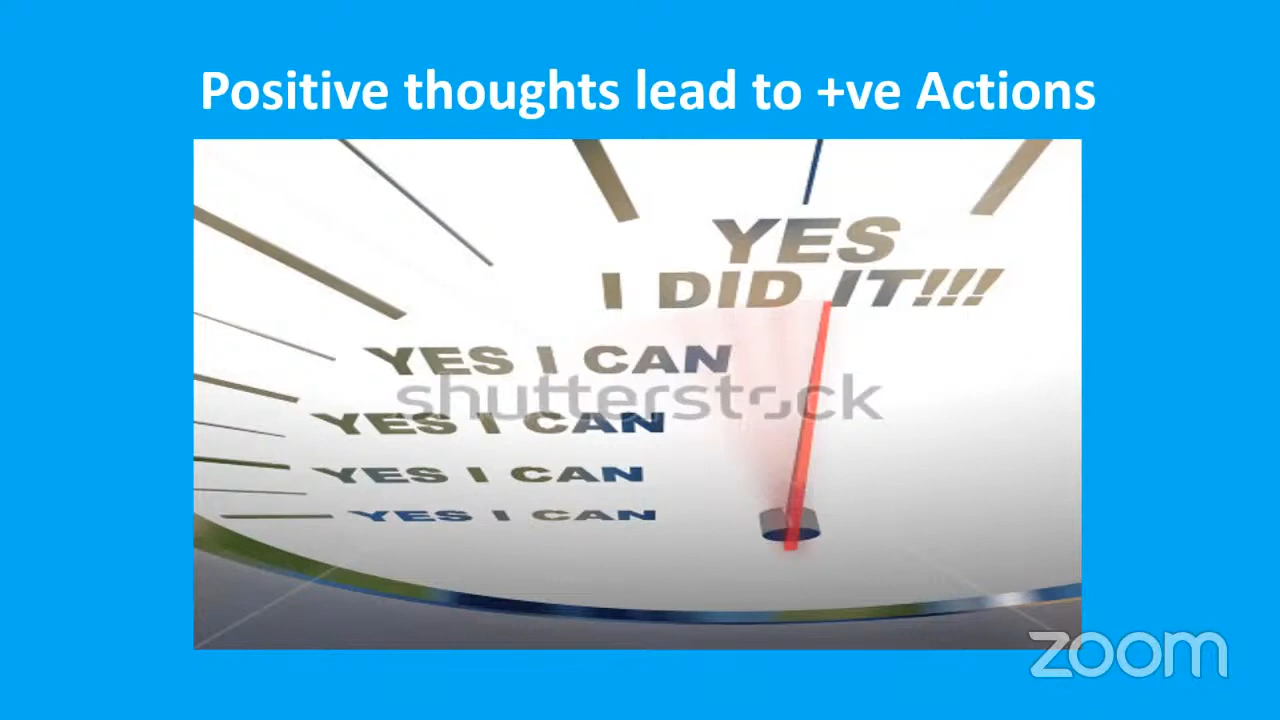 Positive thoughts lead to +ve Actions
YES
I DID IT!!!
YES I CAN
shutterstock
YES I CAN
YES I CAN
YES I CAN
zoom